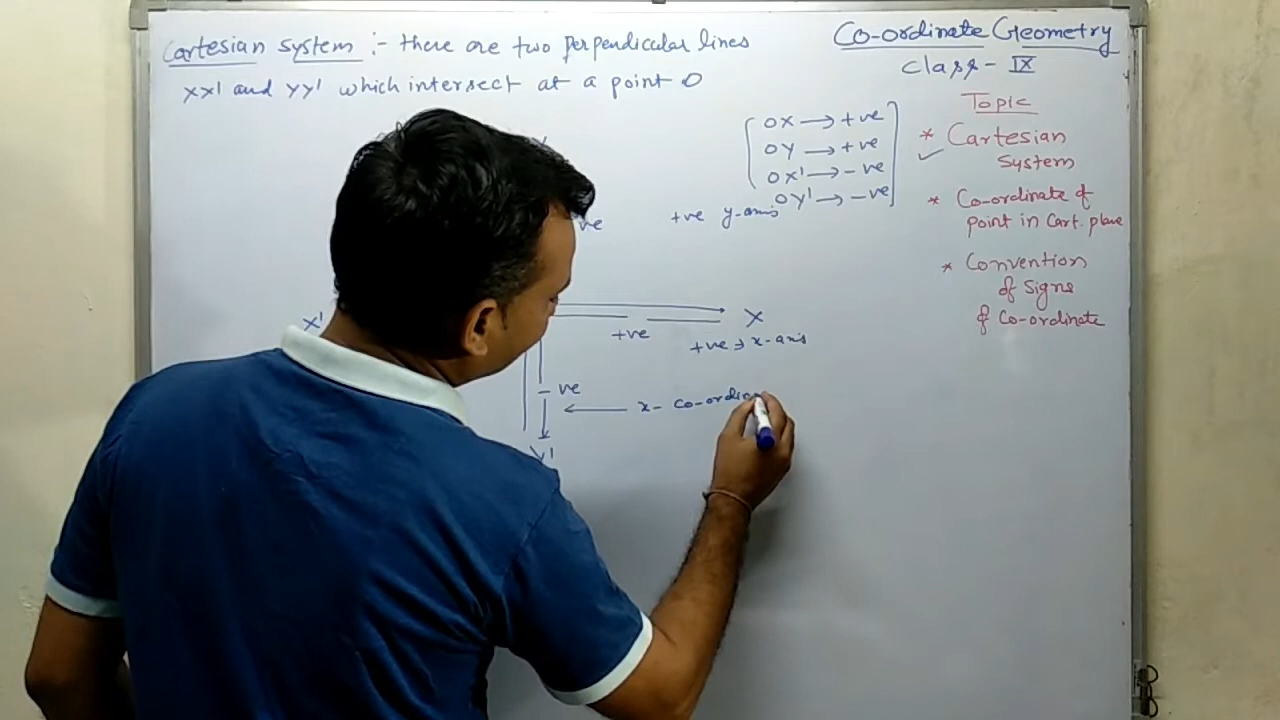 Cartesian System :- there are two perpendicular lines
XX' and YY' which intersect at a point O
Co-ordinate Geometry
Class - IX
Topic
* Cartesian
System
* Co-ordinate of
point in Cart. plane
* Convention
of Signs
of Co-ordinate
OX → +ve
OY → +ve
OX' → -ve
OY' → -ve
ve
+ve y-axis
X'
X
+ve
+ve → x-axis
-ve
← x- co-ordin
Y'